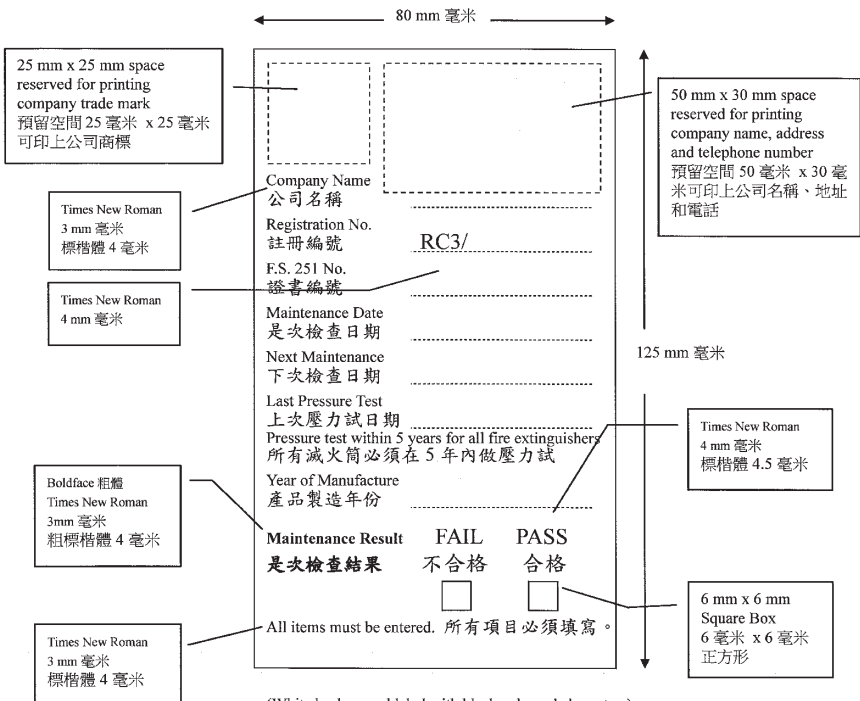 80 mm 毫米
25 mm x 25 mm space
reserved for printing
company trade mark
預留空間 25 毫米 x 25 毫米
可印上公司商標
50 mm x 30 mm space
reserved for printing
company name, address
and telephone number
預留空間 50 毫米 x 30 毫
米可印上公司名稱、地址
和電話
Times New Roman
3 mm 毫米
標楷體 4 毫米
Times New Roman
4 mm 毫米
Company Name
公司名稱
Registration No.
註冊編號 RC3/
F.S. 251 No.
證書編號
Maintenance Date
是次檢查日期
Next Maintenance
下次檢查日期
125 mm 毫米
Last Pressure Test
上次壓力試日期
Pressure test within 5 years for all fire extinguishers
所有滅火筒必須在 5 年內做壓力試
Year of Manufacture
產品製造年份
Times New Roman
4 mm 毫米
標楷體 4.5 毫米
Boldface 粗體
Times New Roman
3mm 毫米
粗標楷體 4 毫米
Maintenance Result FAIL PASS
是次檢查結果 不合格 合格
6 mm x 6 mm
Square Box
6 毫米 x 6 毫米
正方形
All items must be entered. 所有項目必須填寫。
Times New Roman
3 mm 毫米
標楷體 4 毫米